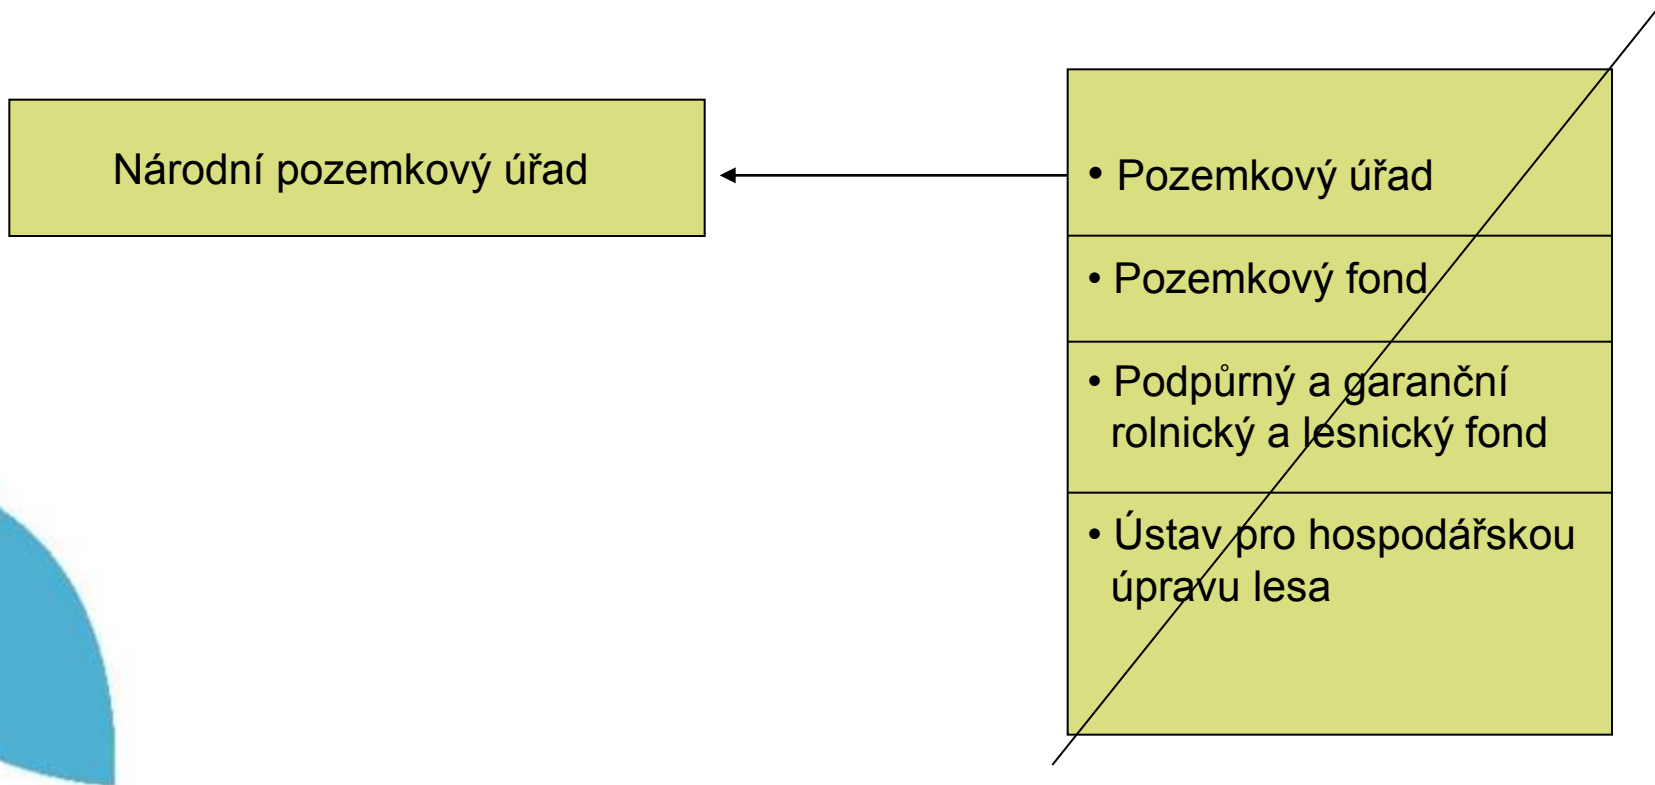 Národní pozemkový úřad
• Pozemkový úřad
• Pozemkový fond
• Podpůrný a garanční
rolnický a lesnický fond
• Ústav pro hospodářskou
úpravu lesa